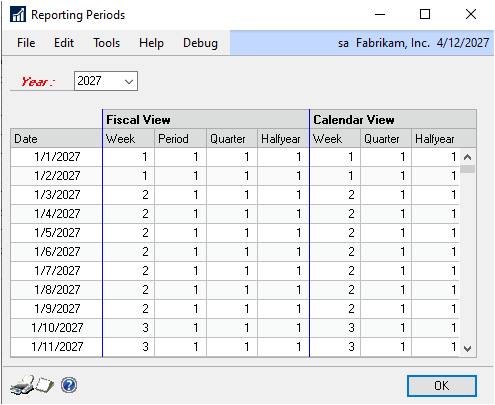 Reporting Periods
File Edit Tools Help Debug sa Fabrikam, Inc. 4/12/2027
Year : 2027
Fiscal View Calendar View
Date Week Period Quarter Halfyear Week Quarter Halfyear
1/1/2027 1 1 1 1 1 1 1
1/2/2027 1 1 1 1 1 1 1
1/3/2027 2 1 1 1 2 1 1
1/4/2027 2 1 1 1 2 1 1
1/5/2027 2 1 1 1 2 1 1
1/6/2027 2 1 1 1 2 1 1
1/7/2027 2 1 1 1 2 1 1
1/8/2027 2 1 1 1 2 1 1
1/9/2027 2 1 1 1 2 1 1
1/10/2027 3 1 1 1 3 1 1
1/11/2027 3 1 1 1 3 1 1
OK